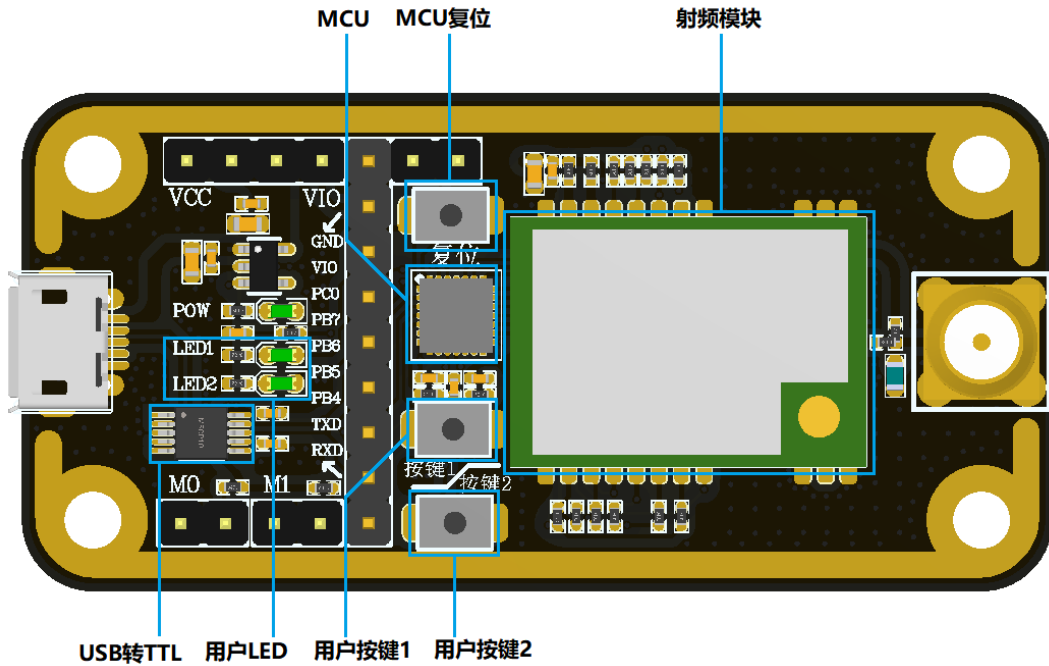 MCU
MCU复位
射频模块
VCC
VIO
GND
VIO
PC0
PB7
PB6
PB5
PB4
TXD
RXD
复位
POW
LED1
LED2
按键1
按键2
M0
M1
USB转TTL
用户LED
用户按键1
用户按键2